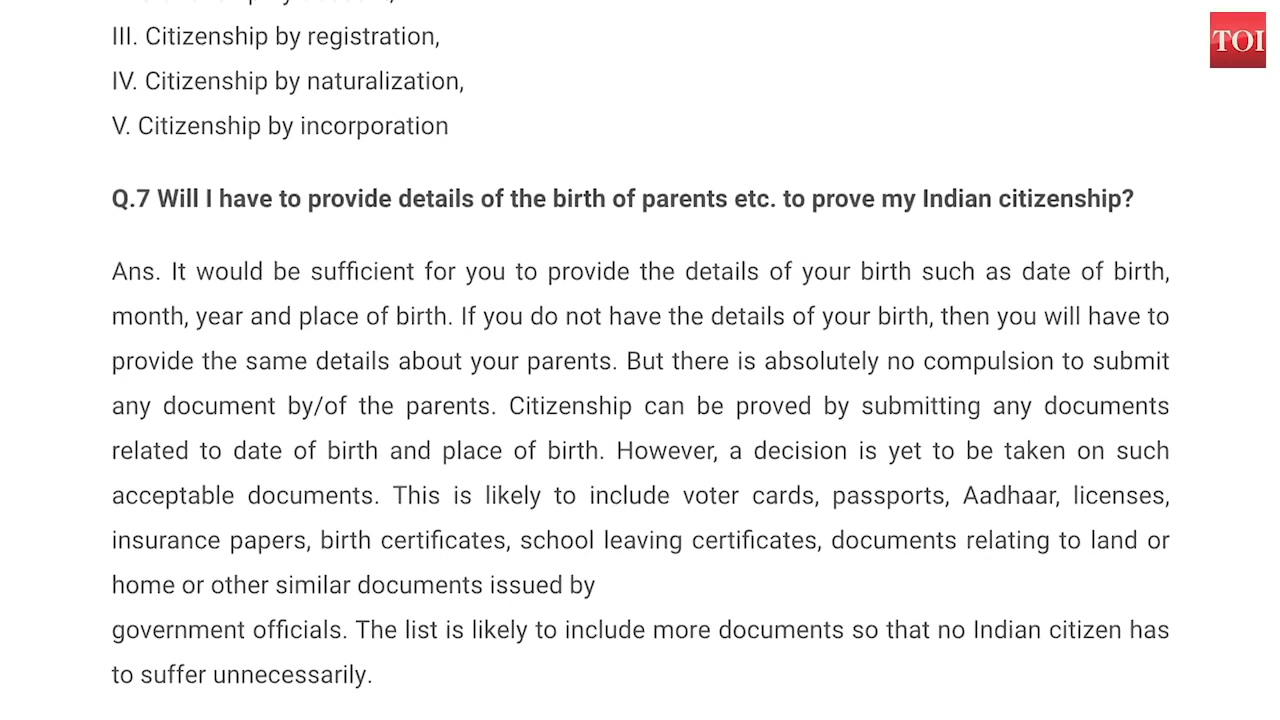 III. Citizenship by registration,
TOI
IV. Citizenship by naturalization,
V. Citizenship by incorporation
Q.7 Will I have to provide details of the birth of parents etc. to prove my Indian citizenship?
Ans. It would be sufficient for you to provide the details of your birth such as date of birth,
month, year and place of birth. If you do not have the details of your birth, then you will have to
provide the same details about your parents. But there is absolutely no compulsion to submit
any document by/of the parents. Citizenship can be proved by submitting any documents
related to date of birth and place of birth. However, a decision is yet to be taken on such
acceptable documents. This is likely to include voter cards, passports, Aadhaar, licenses,
insurance papers, birth certificates, school leaving certificates, documents relating to land or
home or other similar documents issued by
government officials. The list is likely to include more documents so that no Indian citizen has
to suffer unnecessarily.